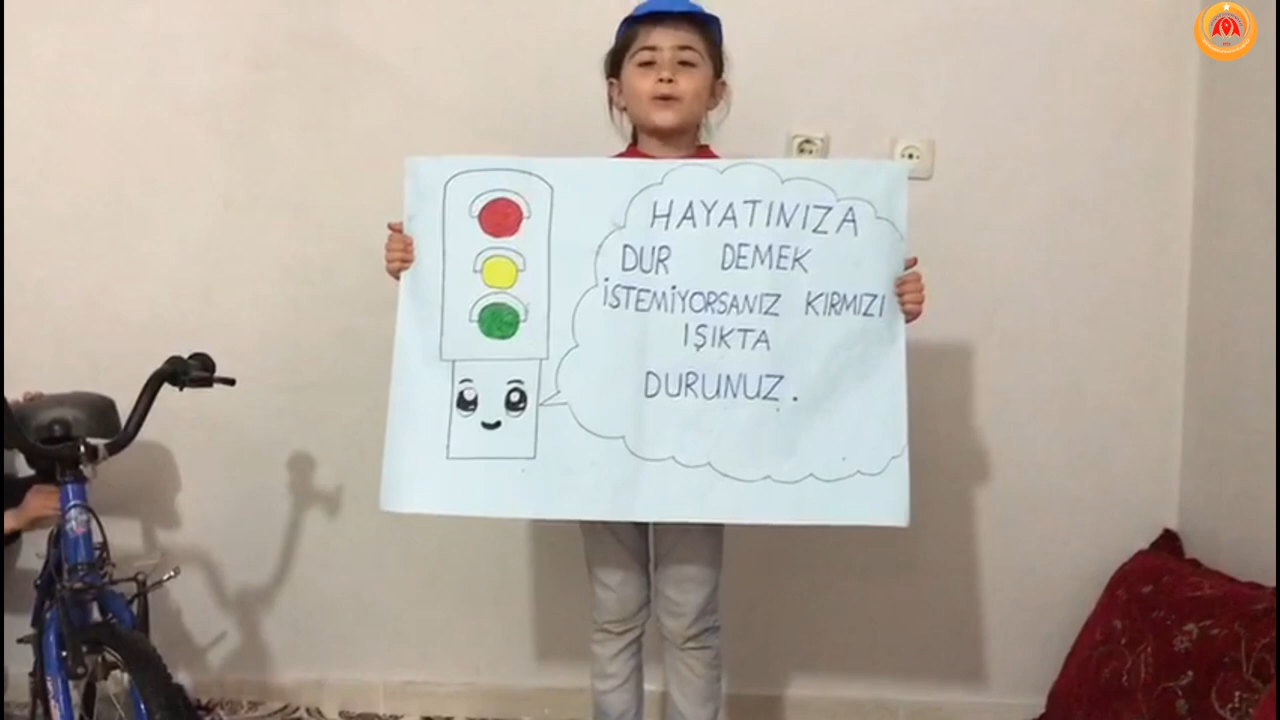 HAYATINIZA
DUR DEMEK
İSTEMİYORSANIZ KIRMIZI
IŞIKTA
DURUNUZ.